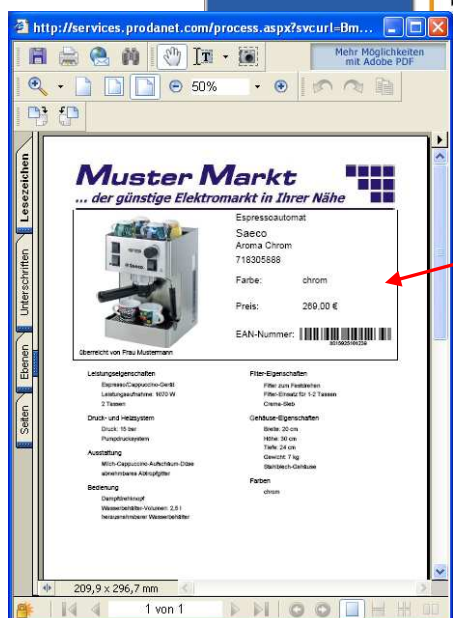 http://services.prodanet.com/process.aspx?svcurl=Bm...
Mehr Möglichkeiten
mit Adobe PDF
50%
Lesezeichen
Unterschriften
Ebenen
Seiten
Muster Markt
... der günstige Elektromarkt in Ihrer Nähe
Espressoautomat
Saeco
Aroma Chrom
718305888
Farbe: chrom
Preis: 269,00 €
EAN-Nummer:
überreicht von Frau Mustermann
Leistungseigenschaften
Espresso/Cappuccino-Gerät
Leistungsaufnahme: 1070 W
2 Tassen
Druck- und Heizsystem
Druck: 15 bar
Pumpdrucksystem
Ausstattung
Milch-Cappuccino-Aufschäum-Düse
abnehmbares Abtropfgitter
Bedienung
Dampfdrehknopf
Wasserbehälter-Volumen: 2,5 l
herausnehmbarer Wasserbehälter
Filter-Eigenschaften
Filter zum Festdrehen
Filter-Einsatz für 1-2 Tassen
Crema-Sieb
Gehäuse-Eigenschaften
Breite: 20 cm
Höhe: 30 cm
Tiefe: 24 cm
Gewicht: 7 kg
Stahlblech-Gehäuse
Farben
chrom
209,9 x 296,7 mm
1 von 1